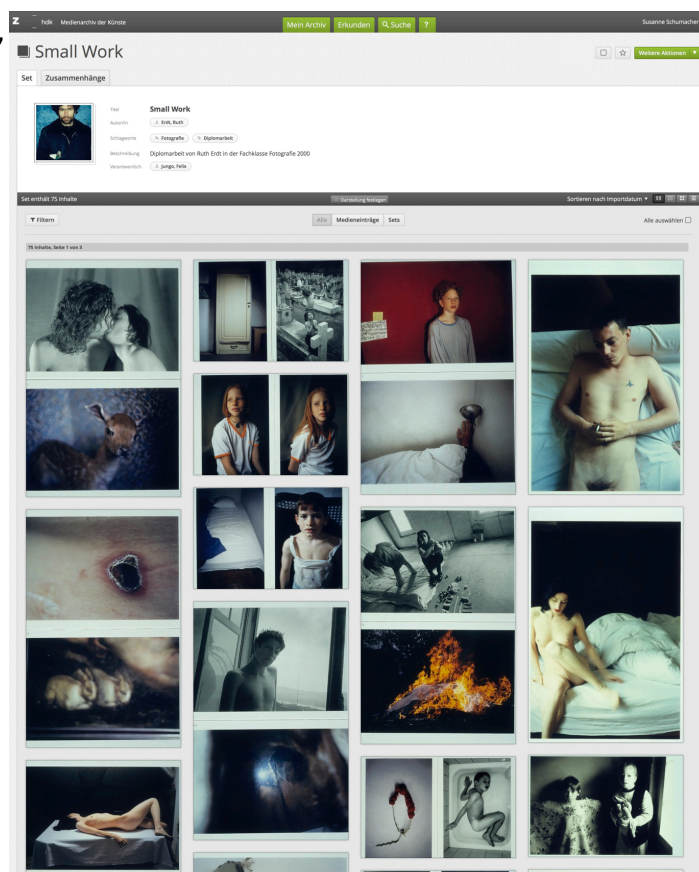 Z hdk Medienarchiv der Künste
Mein Archiv Erkunden Suche ?
Susanne Schumacher
Small Work
Weitere Aktionen
Set Zusammenhänge
Titel Small Work
Autor/in Erdt, Ruth
Schlagworte Fotografie Diplomarbeit
Beschreibung Diplomarbeit von Ruth Erdt in der Fachklasse Fotografie 2000
Verantwortlich Jungo, Felix
Set enthält 75 Inhalte
Darstellung festlegen
Sortieren nach Importdatum
Filtern
Alle Medieneinträge Sets
Alle auswählen
75 Inhalte, Seite 1 von 3